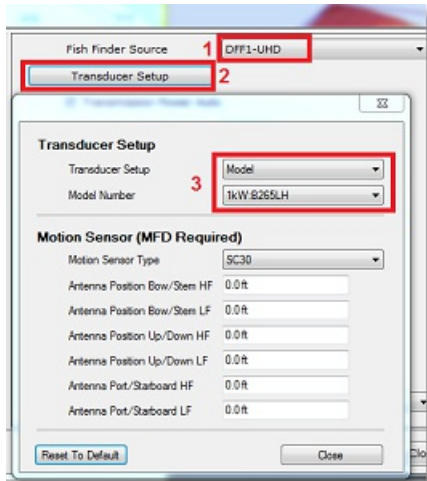 Fish Finder Source 1 DFF1-UHD
Transducer Setup 2
Transducer Setup
Transducer Setup Model
Model Number 3 1kW:B265LH
Motion Sensor (MFD Required)
Motion Sensor Type SC30
Antenna Position Bow/Stern HF 0.0ft
Antenna Position Bow/Stern LF 0.0ft
Antenna Position Up/Down HF 0.0ft
Antenna Position Up/Down LF 0.0ft
Antenna Port/Starboard HF 0.0ft
Antenna Port/Starboard LF 0.0ft
Reset To Default Close
Clo